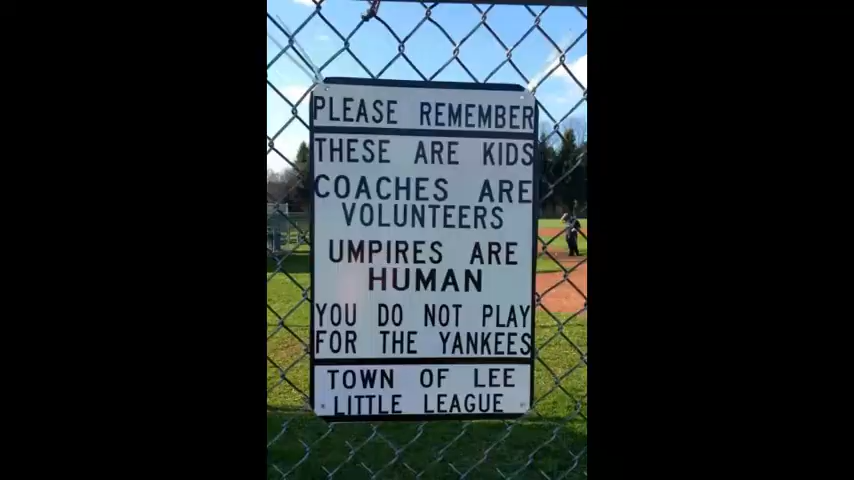 PLEASE REMEMBER
THESE ARE KIDS
COACHES ARE
VOLUNTEERS
UMPIRES ARE
HUMAN
YOU DO NOT PLAY
FOR THE YANKEES
TOWN OF LEE
LITTLE LEAGUE